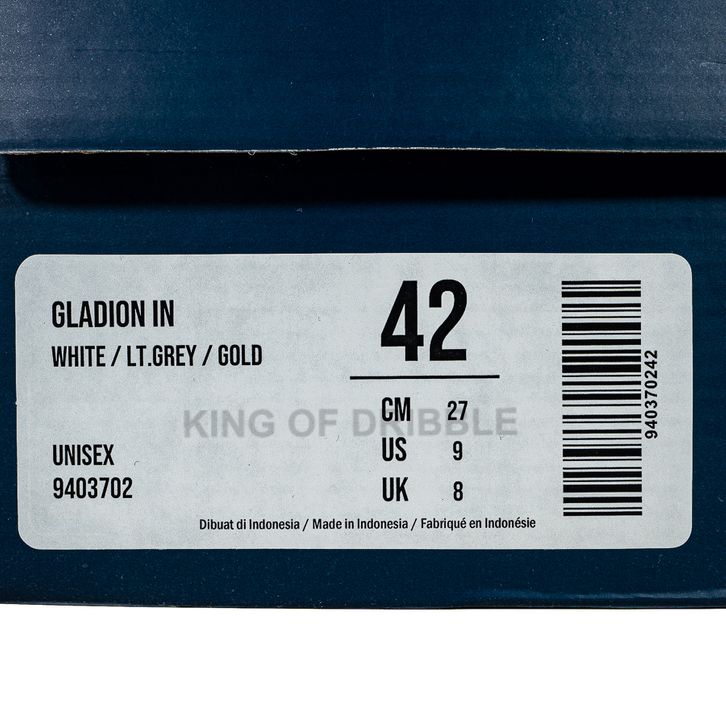 GLADION IN
WHITE / LT.GREY / GOLD
42
CM 27
US 9
UK 8
KING OF DRIBBLE
UNISEX
9403702
940370242
Dibuat di Indonesia / Made in Indonesia / Fabriqué en Indonésie